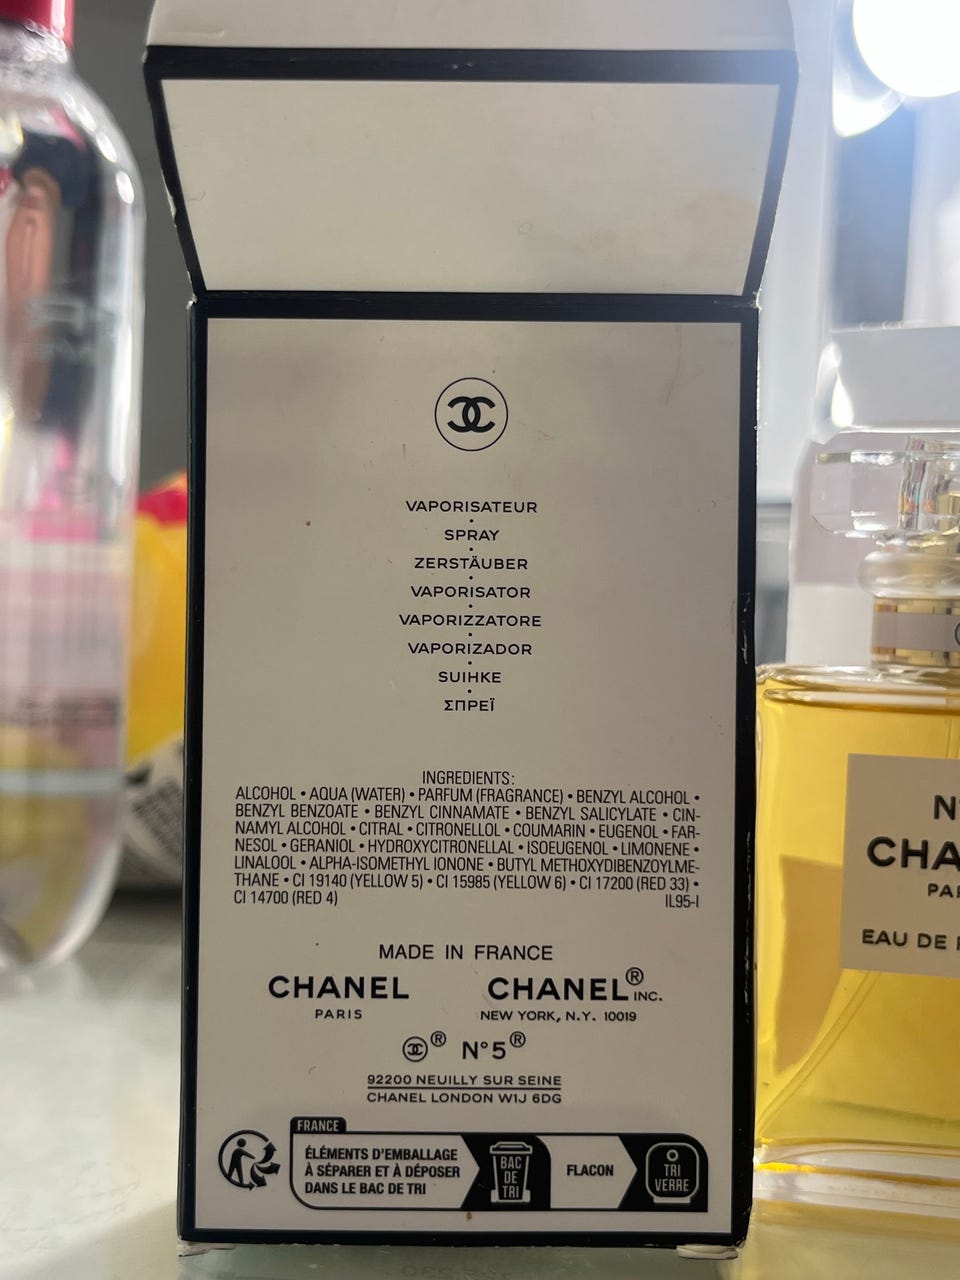 VAPORISATEUR
•
SPRAY
•
ZERSTÄUBER
•
VAPORISATOR
•
VAPORIZZATORE
•
VAPORIZADOR
•
SUIHKE
•
ΣΠΡΕΪ
INGREDIENTS:
ALCOHOL • AQUA (WATER) • PARFUM (FRAGRANCE) • BENZYL ALCOHOL •
BENZYL BENZOATE • BENZYL CINNAMATE • BENZYL SALICYLATE • CIN-
NAMYL ALCOHOL • CITRAL • CITRONELLOL • COUMARIN • EUGENOL • FAR-
NESOL • GERANIOL • HYDROXYCITRONELLAL • ISOEUGENOL • LIMONENE •
LINALOOL • ALPHA-ISOMETHYL IONONE • BUTYL METHOXYDIBENZOYLME-
THANE • CI 19140 (YELLOW 5) • CI 15985 (YELLOW 6) • CI 17200 (RED 33) •
CI 14700 (RED 4) IL95-I
MADE IN FRANCE
CHANEL CHANEL® INC.
PARIS NEW YORK, N.Y. 10019
® N°5®
92200 NEUILLY SUR SEINE
CHANEL LONDON W1J 6DG
FRANCE
ÉLÉMENTS D'EMBALLAGE
À SÉPARER ET À DÉPOSER
DANS LE BAC DE TRI
BAC
DE
TRI
FLACON
TRI
VERRE
N°
CHA
PAR
EAU DE P